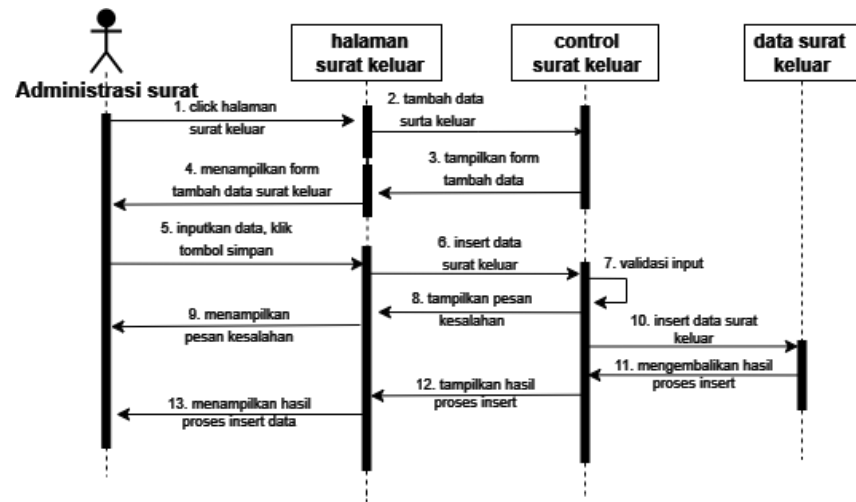 halaman
surat keluar
control
surat keluar
data surat
keluar
Administrasi surat
1. click halaman
surat keluar
2. tambah data
surta keluar
3. tampilkan form
tambah data
4. menampilkan form
tambah data surat keluar
5. inputkan data, klik
tombol simpan
6. insert data
surat keluar
7. validasi input
8. tampilkan pesan
kesalahan
9. menampilkan
pesan kesalahan
10. insert data surat
keluar
11. mengembalikan hasil
proses insert
12. tampilkan hasil
proses insert
13. menampilkan hasil
proses insert data